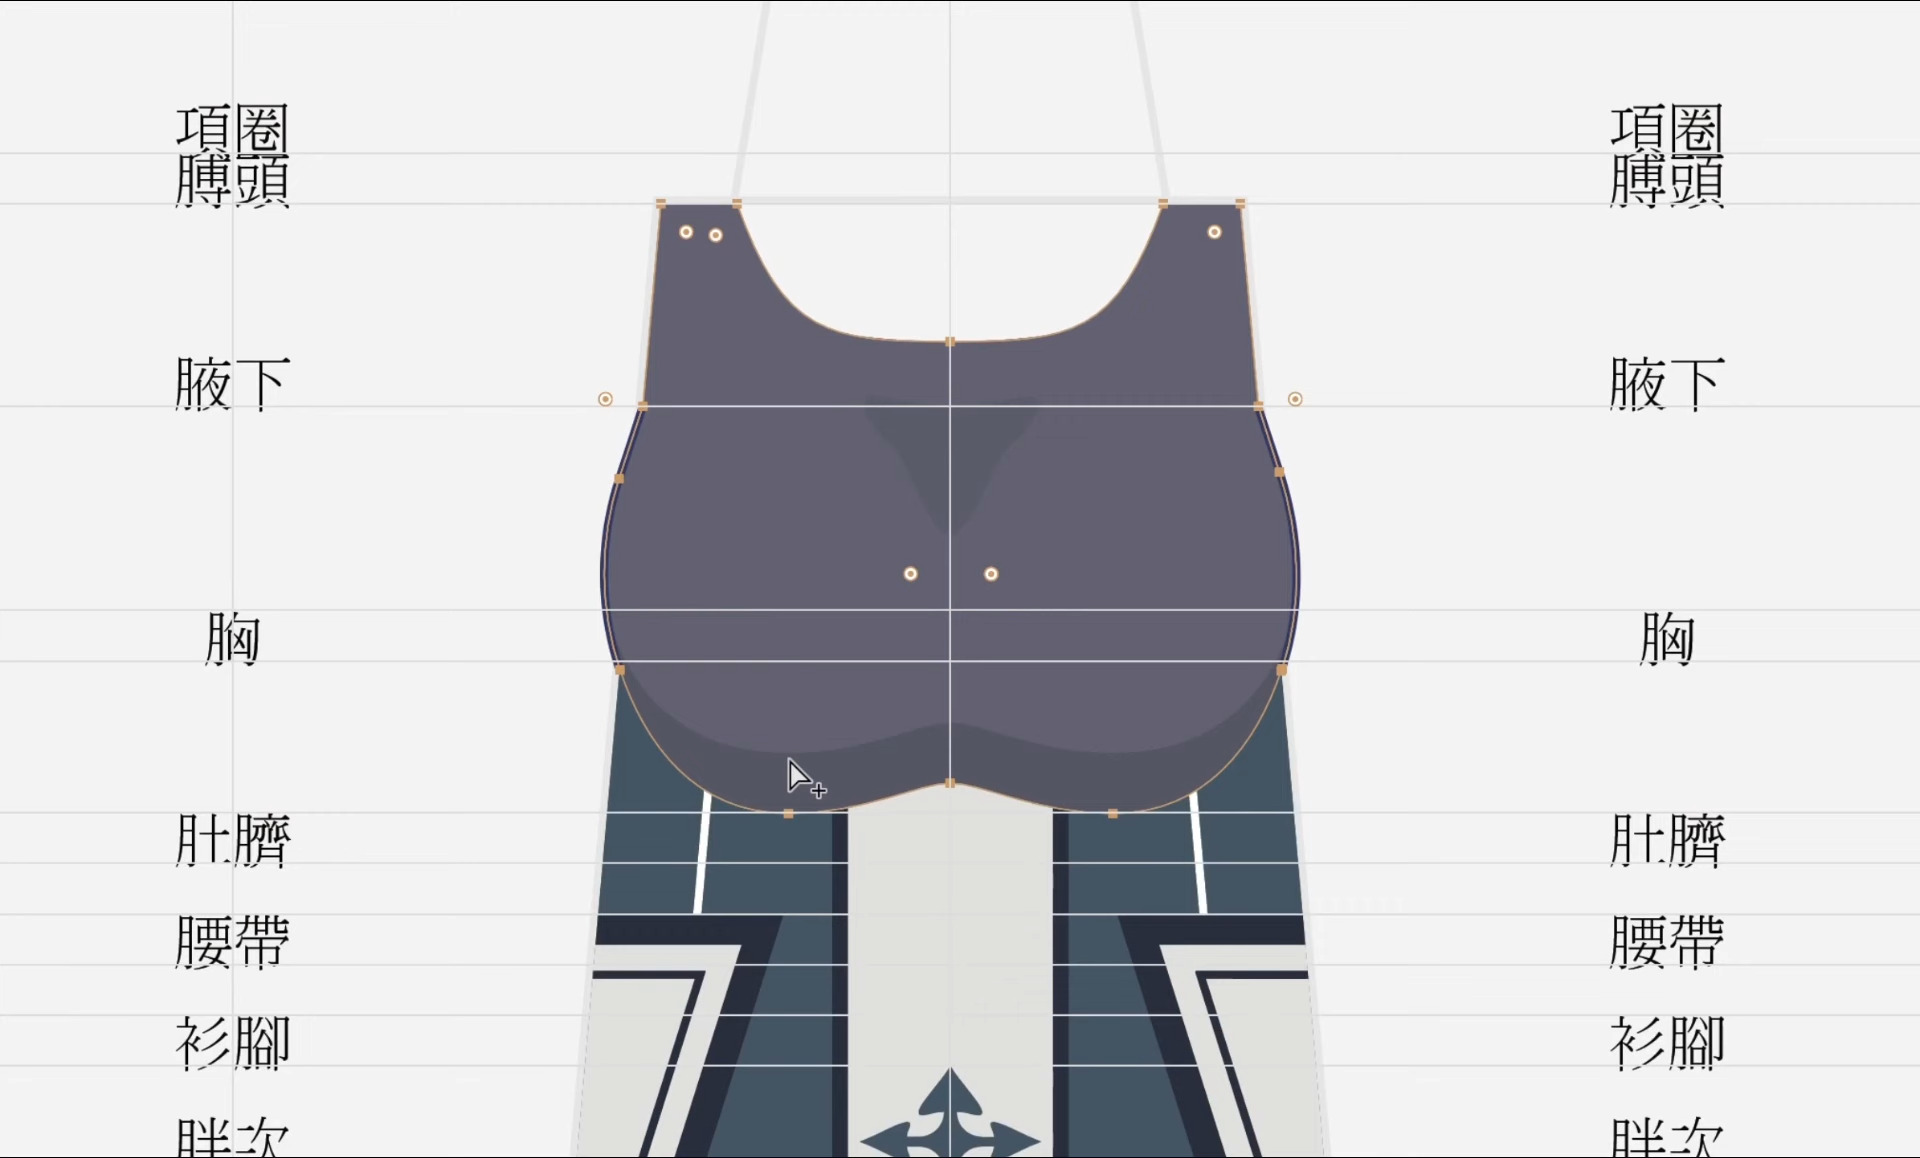 項圈 項圈
膊頭 膊頭
腋下 腋下
胸 胸
肚臍 肚臍
腰帶 腰帶
衫腳 衫腳